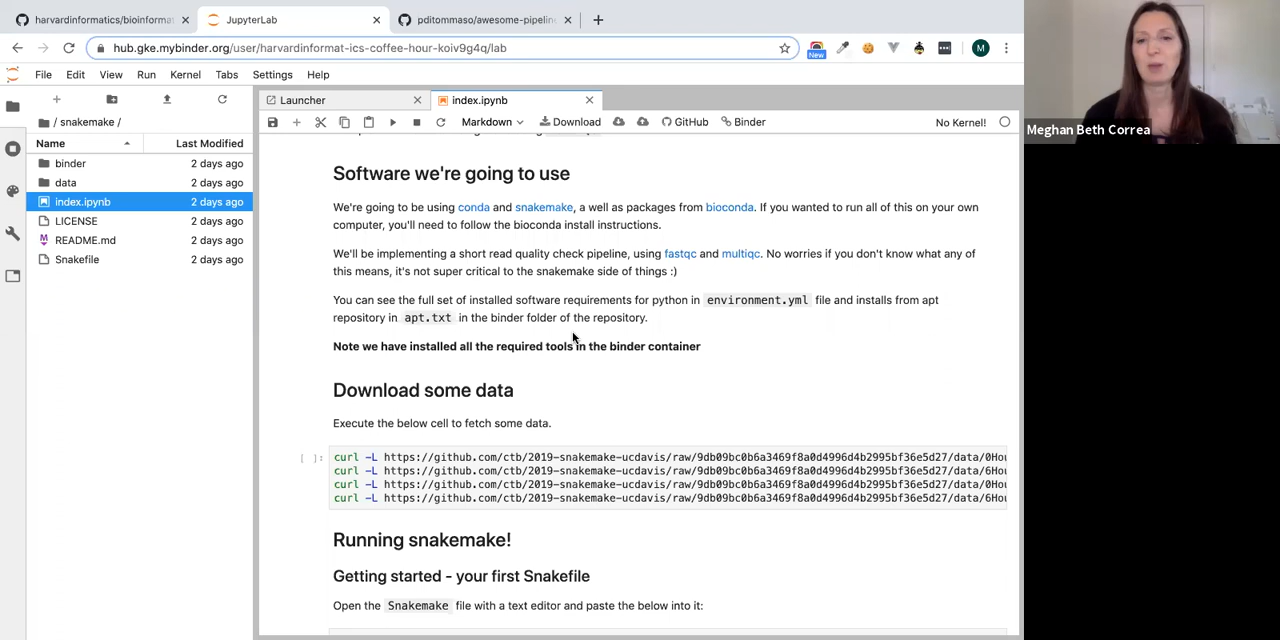 harvardinformatics/bioinformat
JupyterLab
pditommaso/awesome-pipeline
hub.gke.mybinder.org/user/harvardinformat-ics-coffee-hour-koiv9g4q/lab
New
M
File Edit View Run Kernel Tabs Settings Help
/ snakemake /
Name Last Modified
binder 2 days ago
data 2 days ago
index.ipynb 2 days ago
LICENSE 2 days ago
README.md 2 days ago
Snakefile 2 days ago
Launcher
index.ipynb
Markdown
Download
GitHub
Binder
No Kernel!
Software we're going to use
We're going to be using conda and snakemake, a well as packages from bioconda. If you wanted to run all of this on your own
computer, you'll need to follow the bioconda install instructions.
We'll be implementing a short read quality check pipeline, using fastqc and multiqc. No worries if you don't know what any of
this means, it's not super critical to the snakemake side of things :)
You can see the full set of installed software requirements for python in environment.yml file and installs from apt
repository in apt.txt in the binder folder of the repository.
Note we have installed all the required tools in the binder container
Download some data
Execute the below cell to fetch some data.
[ ]:
curl -L https://github.com/ctb/2019-snakemake-ucdavis/raw/9db09bc0b6a3469f8a0d4996d4b2995bf36e5d27/data/0Hou
curl -L https://github.com/ctb/2019-snakemake-ucdavis/raw/9db09bc0b6a3469f8a0d4996d4b2995bf36e5d27/data/6Hou
curl -L https://github.com/ctb/2019-snakemake-ucdavis/raw/9db09bc0b6a3469f8a0d4996d4b2995bf36e5d27/data/0Hou
curl -L https://github.com/ctb/2019-snakemake-ucdavis/raw/9db09bc0b6a3469f8a0d4996d4b2995bf36e5d27/data/6Hou
Running snakemake!
Getting started - your first Snakefile
Open the Snakemake file with a text editor and paste the below into it:
Meghan Beth Correa